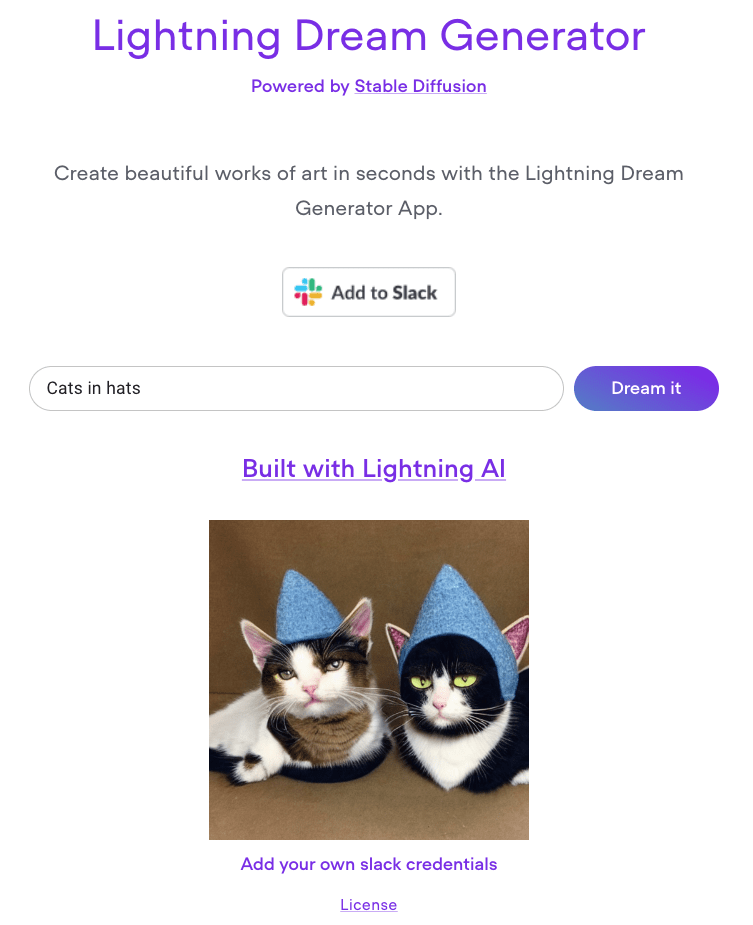 Lightning Dream Generator
Powered by Stable Diffusion
Create beautiful works of art in seconds with the Lightning Dream
Generator App.
Add to Slack
Cats in hats
Dream it
Built with Lightning AI
Add your own slack credentials
License